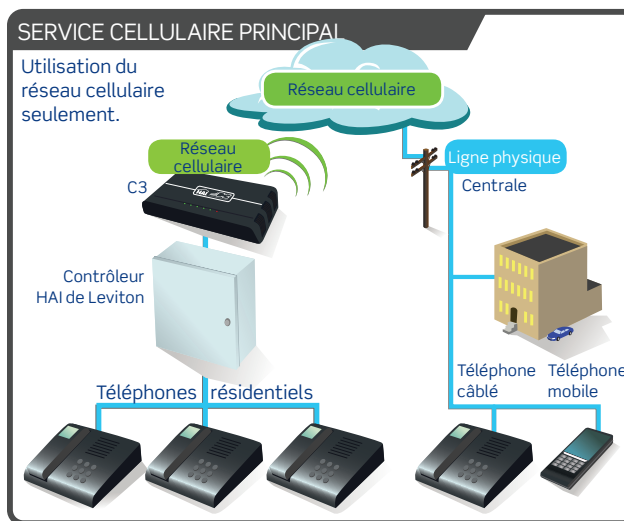 SERVICE CELLULAIRE PRINCIPAL
Utilisation du
réseau cellulaire
seulement.
Réseau cellulaire
Réseau
cellulaire
C3
HAI
Ligne physique
Centrale
Contrôleur
HAI de Leviton
Téléphones résidentiels
Téléphone
câblé
Téléphone
mobile